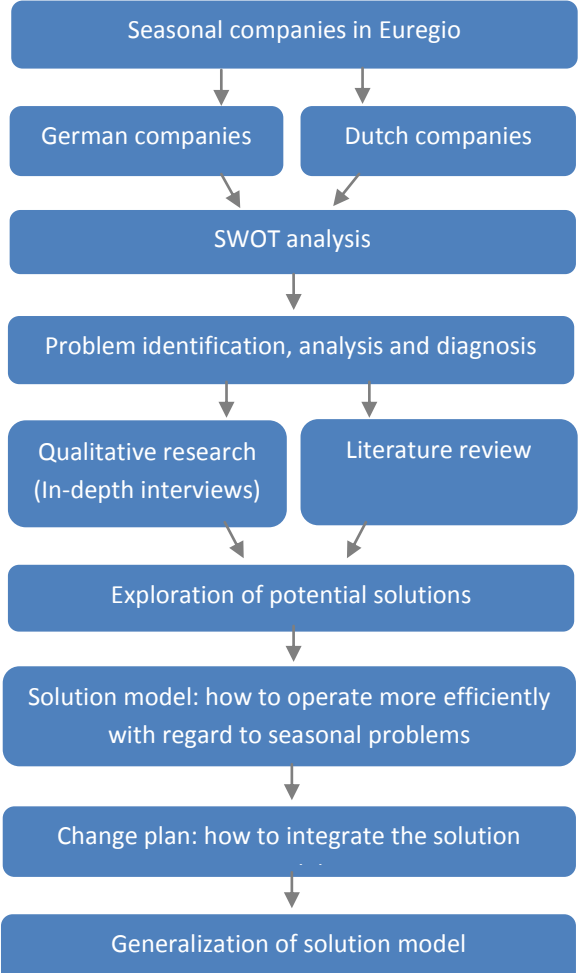 Seasonal companies in Euregio
German companies
Dutch companies
SWOT analysis
Problem identification, analysis and diagnosis
Qualitative research
(In-depth interviews)
Literature review
Exploration of potential solutions
Solution model: how to operate more efficiently
with regard to seasonal problems
Change plan: how to integrate the solution
Generalization of solution model